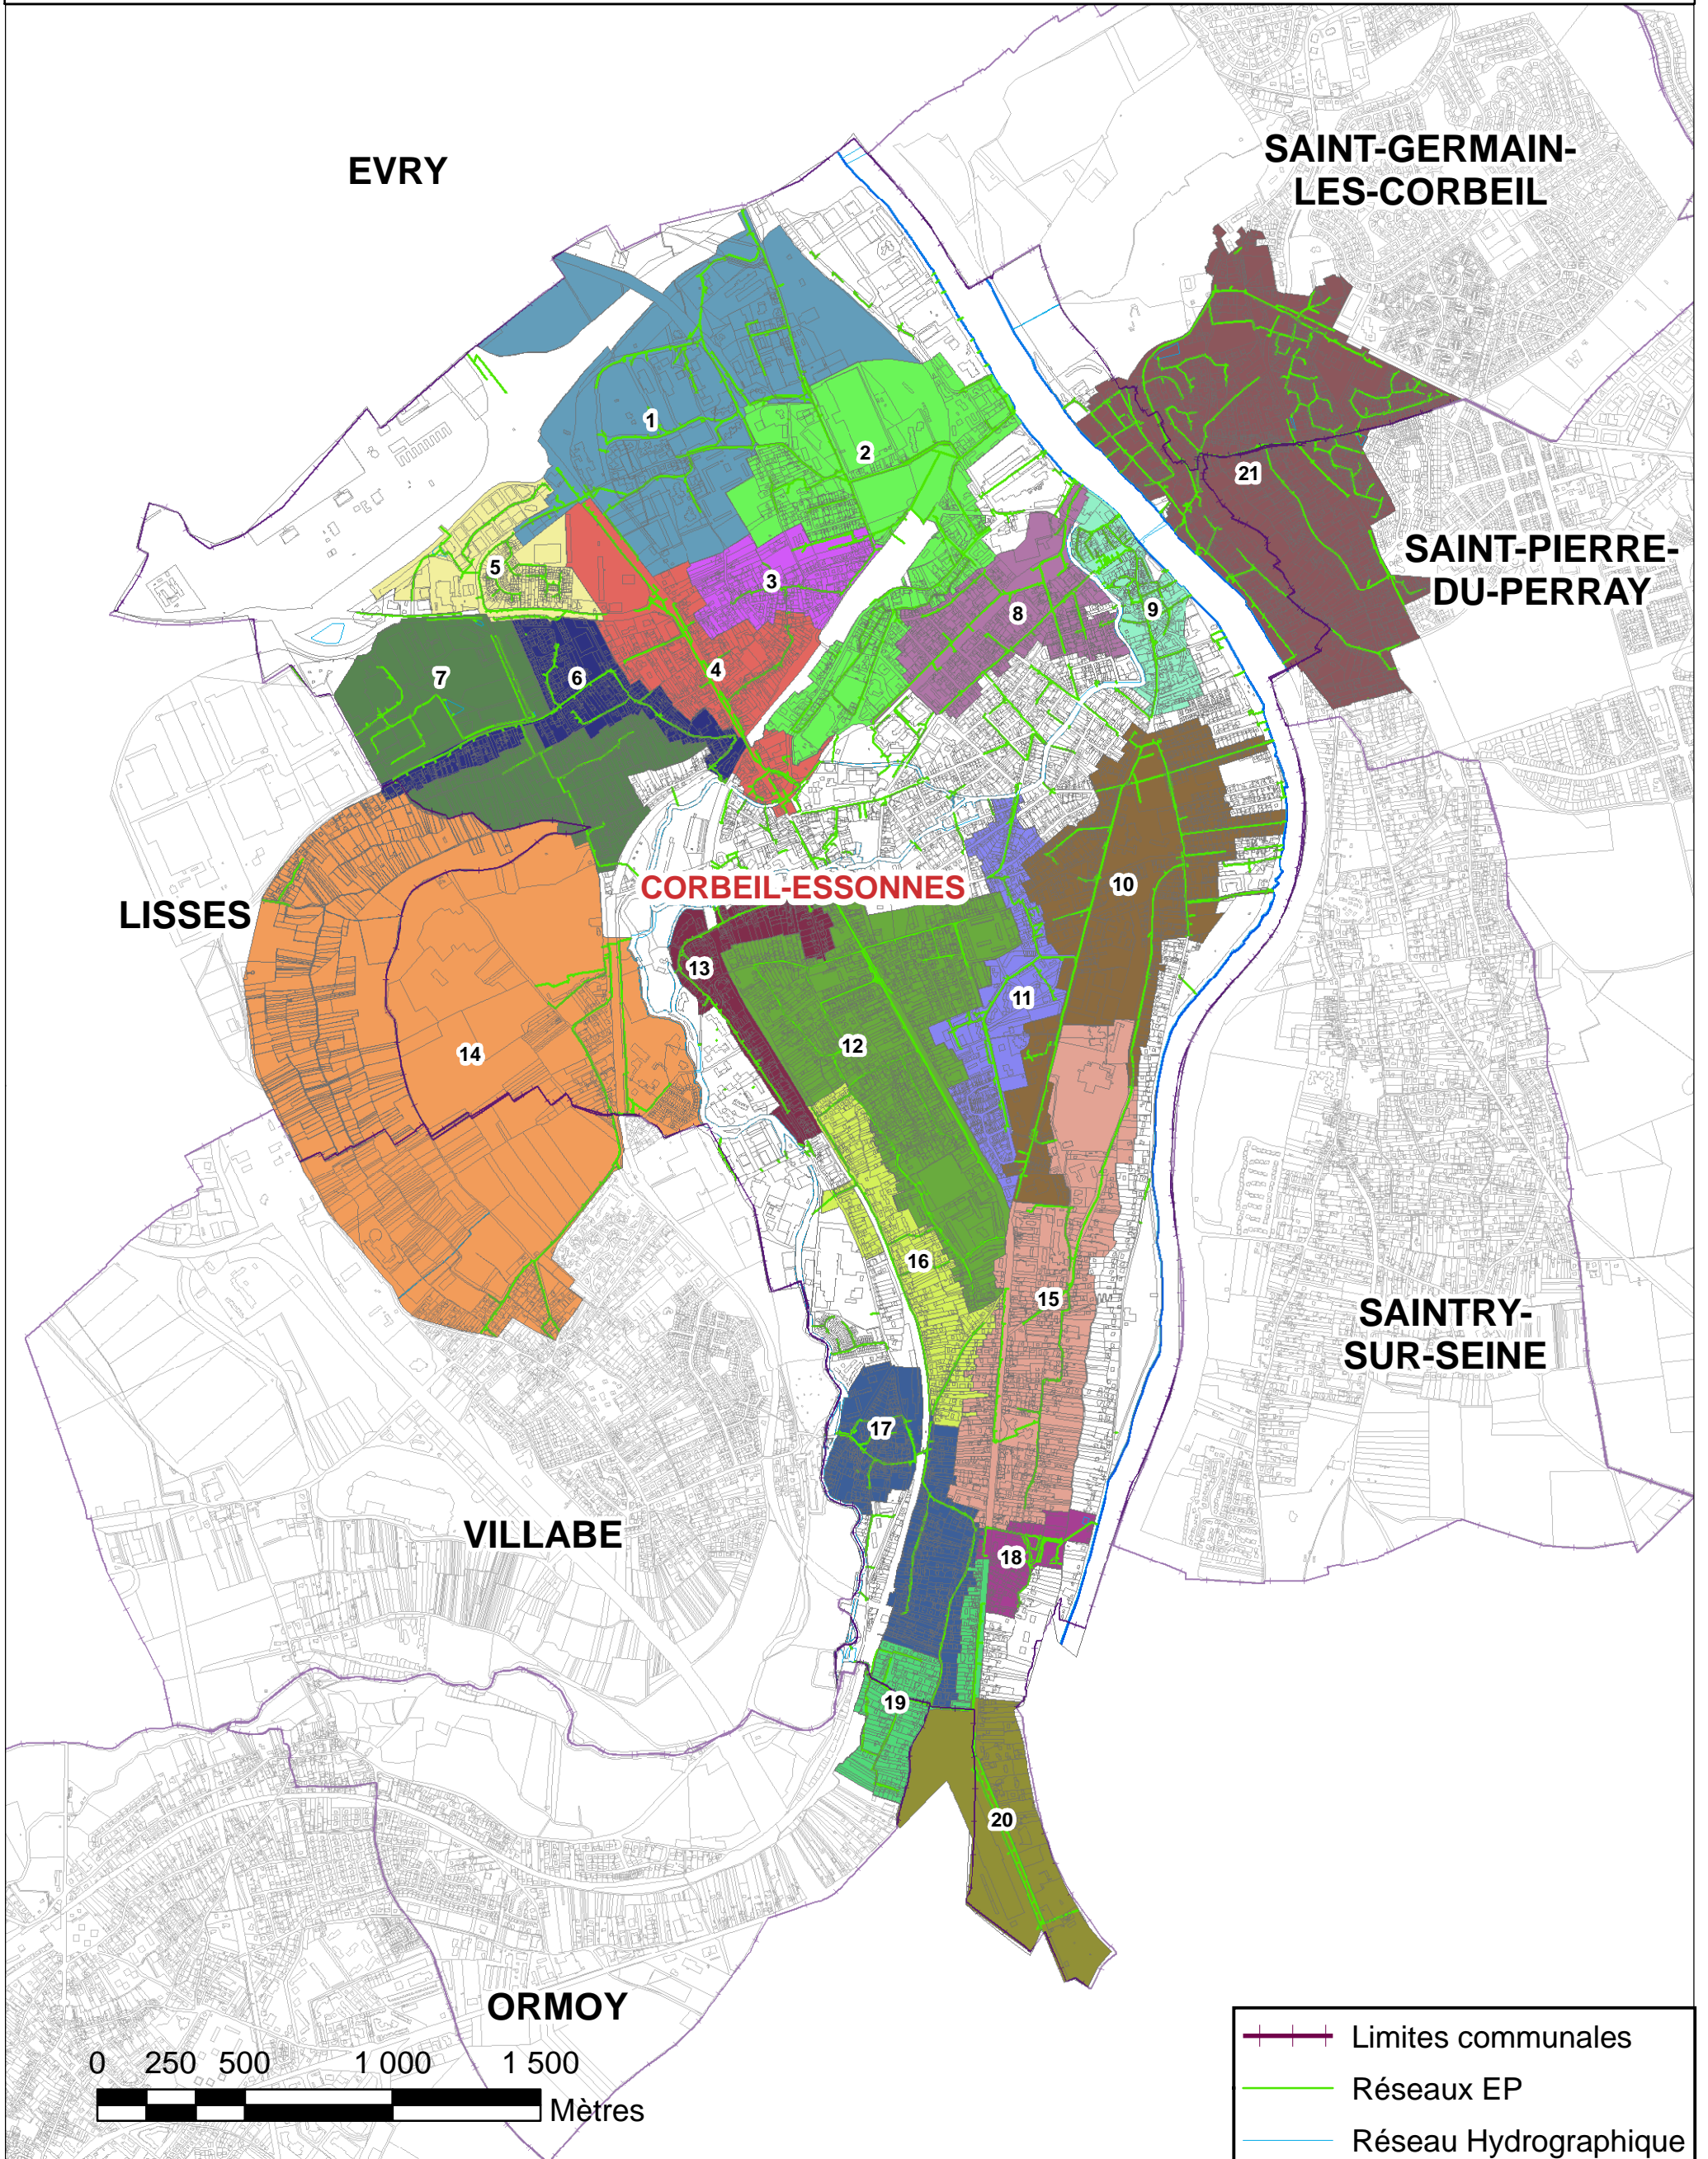 EVRY
SAINT-GERMAIN-
LES-CORBEIL
1
2
21
SAINT-PIERRE-
DU-PERRAY
5
3
9
8
4
7
6
10
CORBEIL-ESSONNES
LISSES
13
11
12
14
16
15
SAINTRY-
SUR-SEINE
17
VILLABE
18
19
20
ORMOY
0 250 500 1 000 1 500
Mètres
Limites communales
Réseaux EP
Réseau Hydrographique